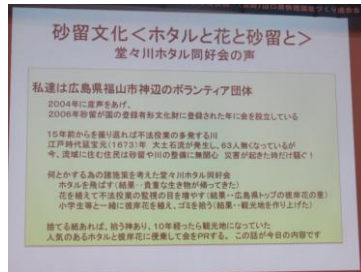 砂留文化＜ホタルと花と砂留と＞
堂々川ホタル同好会の声
私達は広島県福山市神辺のボランティア団体
2004年に産声をあげ、
2006年砂留が国の登録有形文化財に登録された年に会を設立している
15年前からを振り返れば不法投棄の多発する川
江戸時代延宝元(1673)年 大土石流が発生し、63人無くなっているが
今、流域に住む住民は砂留や川の整備に無関心 災害が起きた時だけ騒ぐ！
何とかする為の諸施策を考えた堂々川ホタル同好会
ホタルを飛ばす(結果・・貴重な生き物が帰ってきた)
花を植えて不法投棄の監視の目を増やす(結果・・広島県トップの彼岸花の里)
小学生等と一緒に彼岸花を植え、ゴミを拾う(結果・・観光地を作り上げた)
捨てる紙あれば、拾う神あり、10年経ったら観光地になっていた
人気のあるホタルと彼岸花に便乗して会をPRする。 この話が今日の内容です